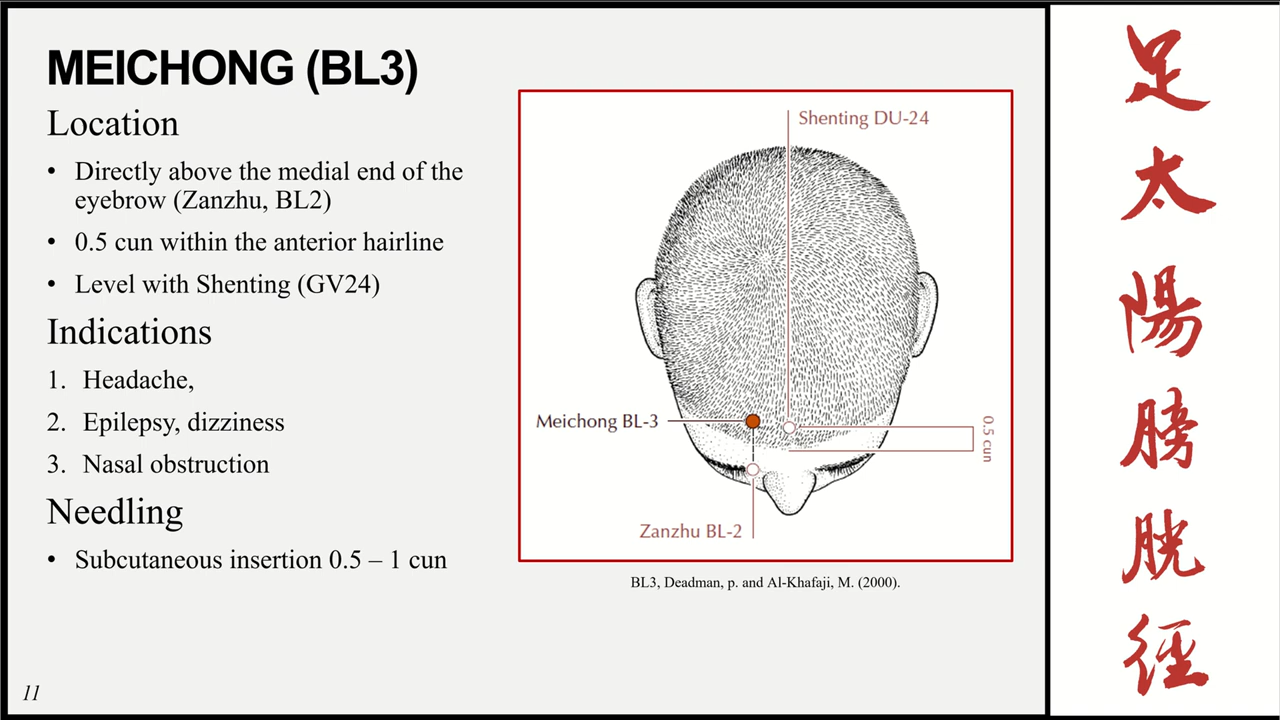 MEICHONG (BL3)
Location
• Directly above the medial end of the
eyebrow (Zanzhu, BL2)
• 0.5 cun within the anterior hairline
• Level with Shenting (GV24)
Indications
1. Headache,
2. Epilepsy, dizziness
3. Nasal obstruction
Needling
• Subcutaneous insertion 0.5 – 1 cun
11
Shenting DU-24
Meichong BL-3
0.5 cun
Zanzhu BL-2
BL3, Deadman, p. and Al-Khafaji, M. (2000).
足太陽膀胱徑